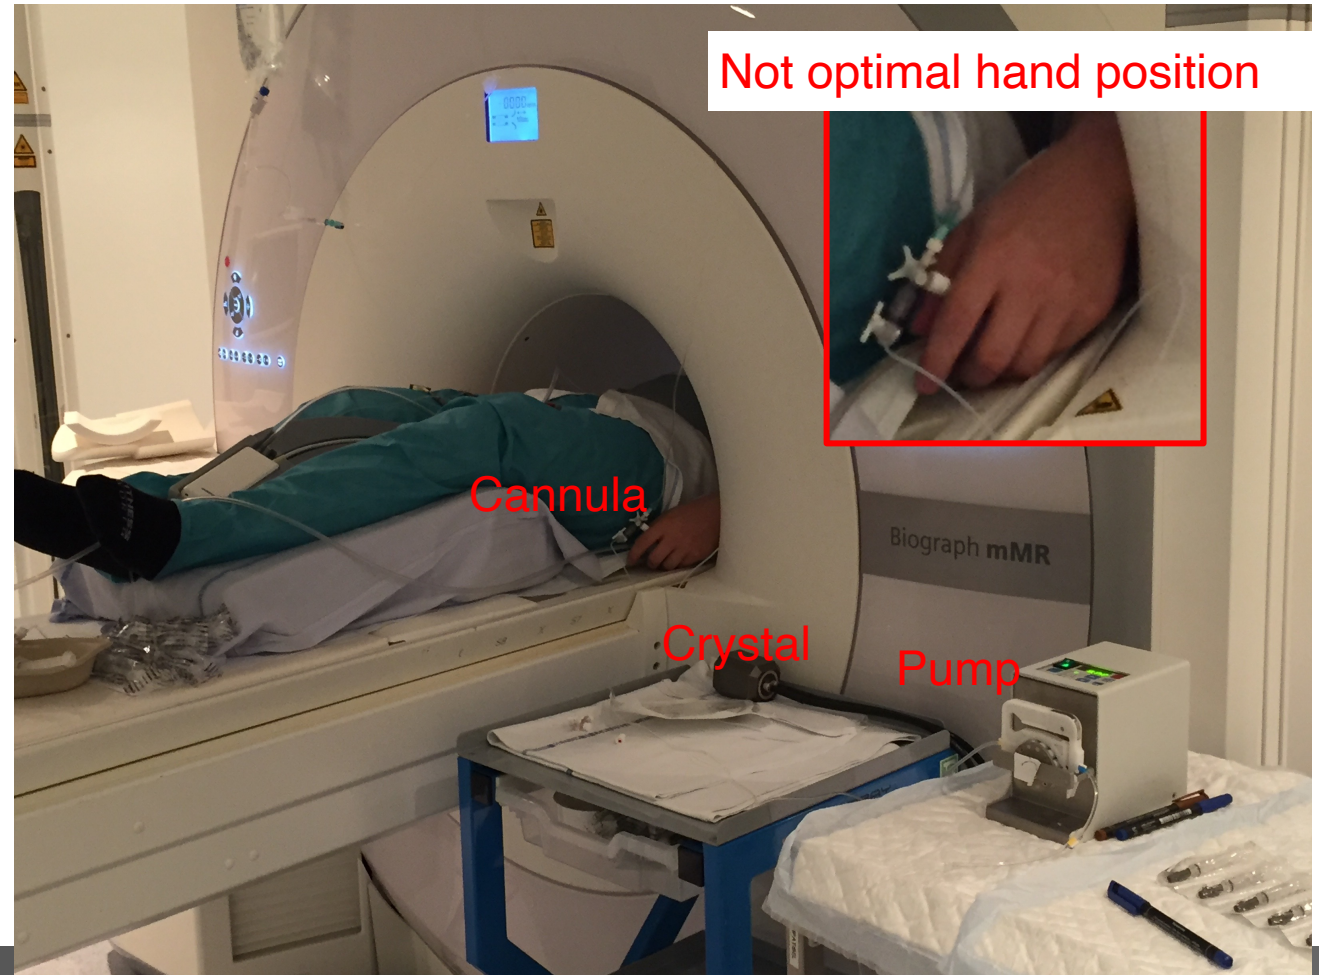 Not optimal hand position
Cannula
Biograph mMR
Crystal
Pump